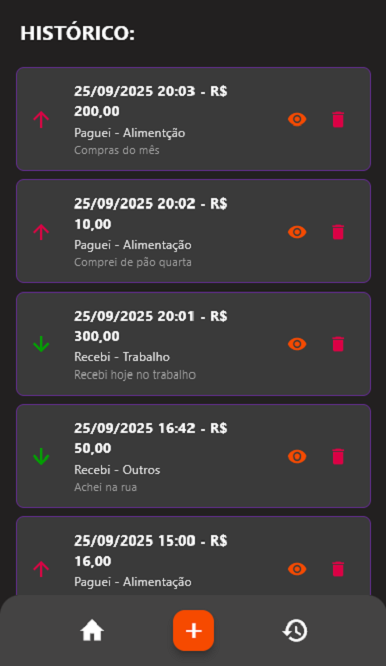 HISTÓRICO:
25/09/2025 20:03 - R$
200,00
Paguei - Alimentção
Compras do mês
25/09/2025 20:02 - R$
10,00
Paguei - Alimentação
Comprei de pão quarta
25/09/2025 20:01 - R$
300,00
Recebi - Trabalho
Recebi hoje no trabalho
25/09/2025 16:42 - R$
50,00
Recebi - Outros
Achei na rua
25/09/2025 15:00 - R$
16,00
Paguei - Alimentação